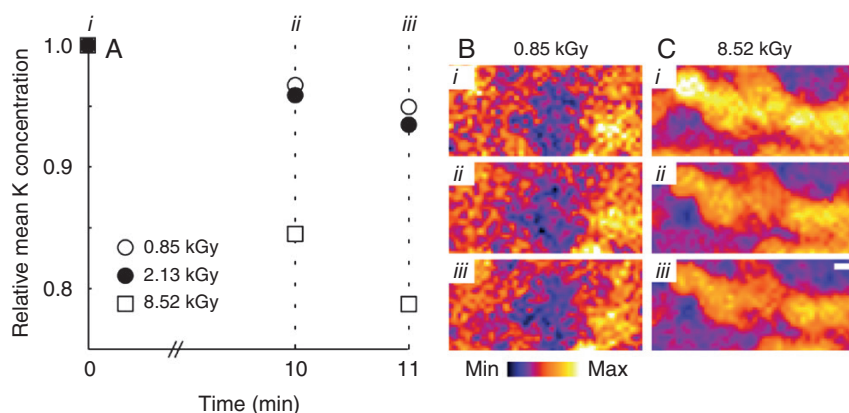 i
ii
iii
A
1.0
0.9
0.8
Relative mean K concentration
0.85 kGy
2.13 kGy
8.52 kGy
0
10
11
Time (min)
B
0.85 kGy
i
ii
iii
Min
Max
C
8.52 kGy
i
ii
iii